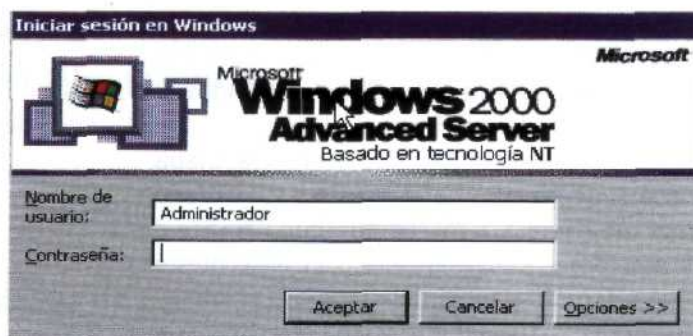 Iniciar sesión en Windows
Microsoft
Microsoft
Windows 2000
Advanced Server
Basado en tecnología NT
Nombre de
usuario:
Administrador
Contraseña:
Aceptar
Cancelar
Opciones >>